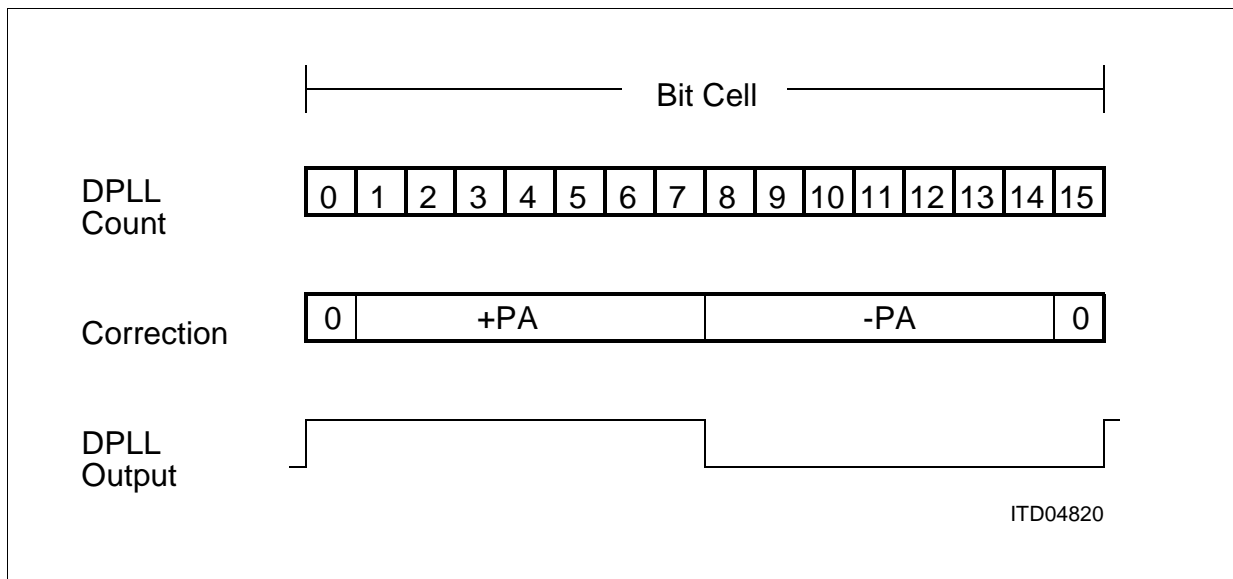 Bit Cell
DPLL
Count
0 1 2 3 4 5 6 7 8 9 10 11 12 13 14 15
Correction
0 +PA -PA 0
DPLL
Output
ITD04820